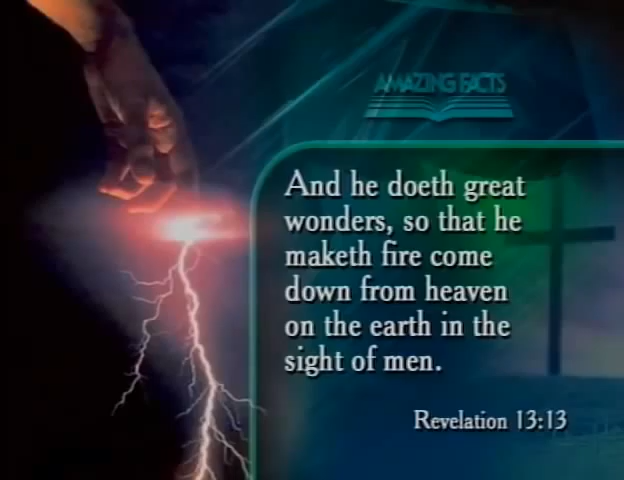 AMAZING FACTS
And he doeth great
wonders, so that he
maketh fire come
down from heaven
on the earth in the
sight of men.
Revelation 13:13